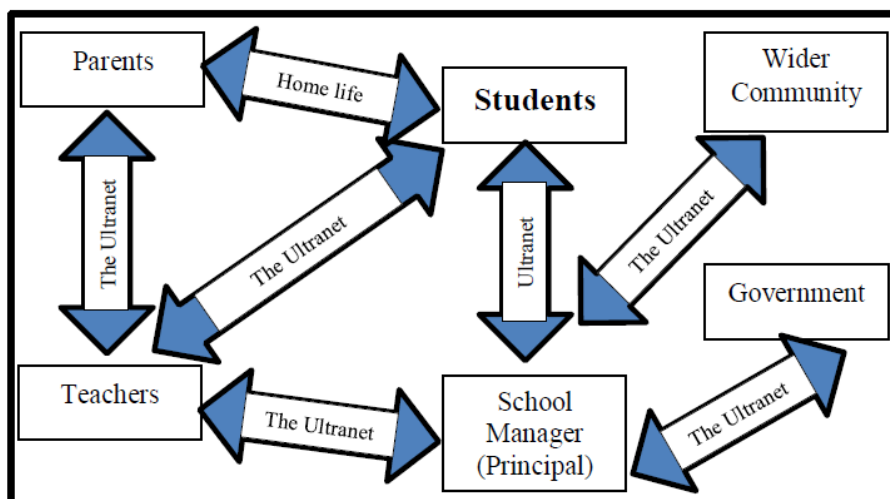 Parents
Home life
Students
Wider
Community
The Ultranet
The Ultranet
Ultranet
The Ultranet
Government
Teachers
The Ultranet
School
Manager
(Principal)
The Ultranet